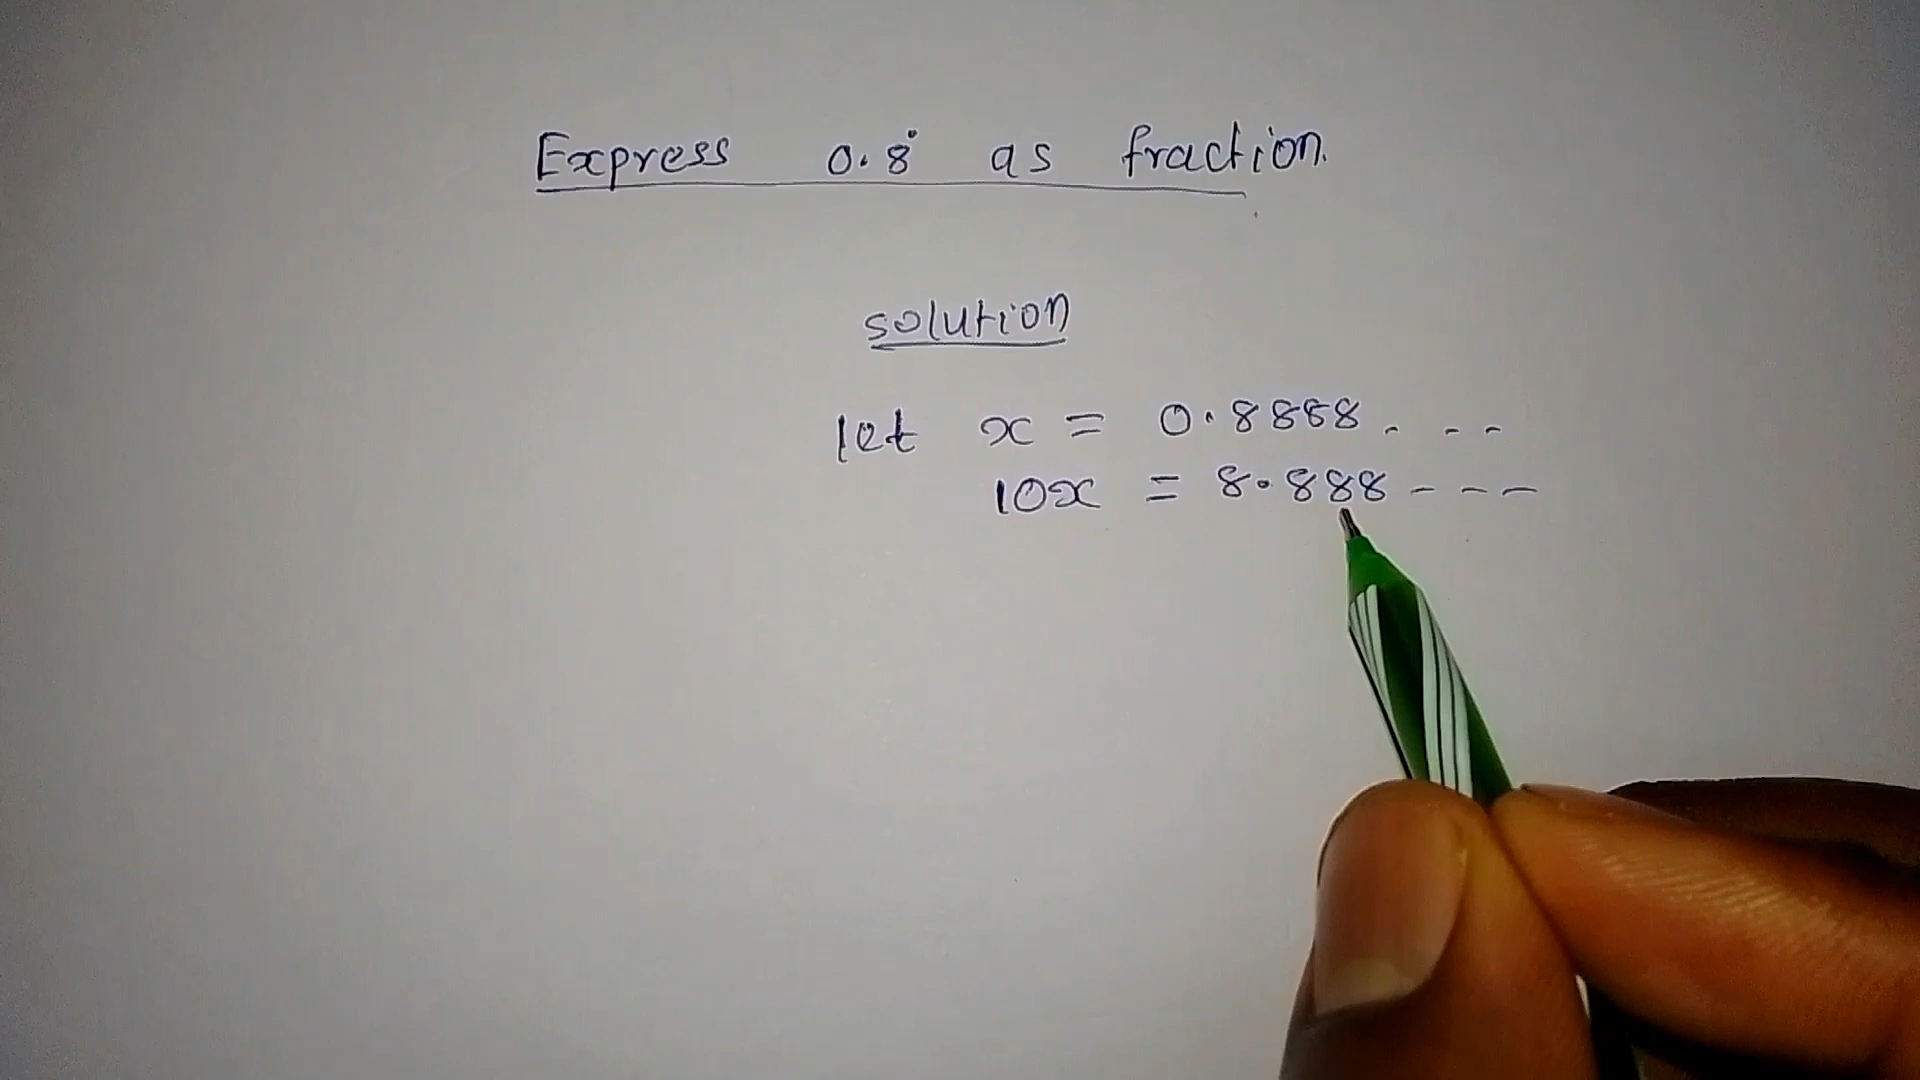 Express 0.8̇ as fraction.
solution
let x = 0.8888. - - -
10x = 8.888 - - -